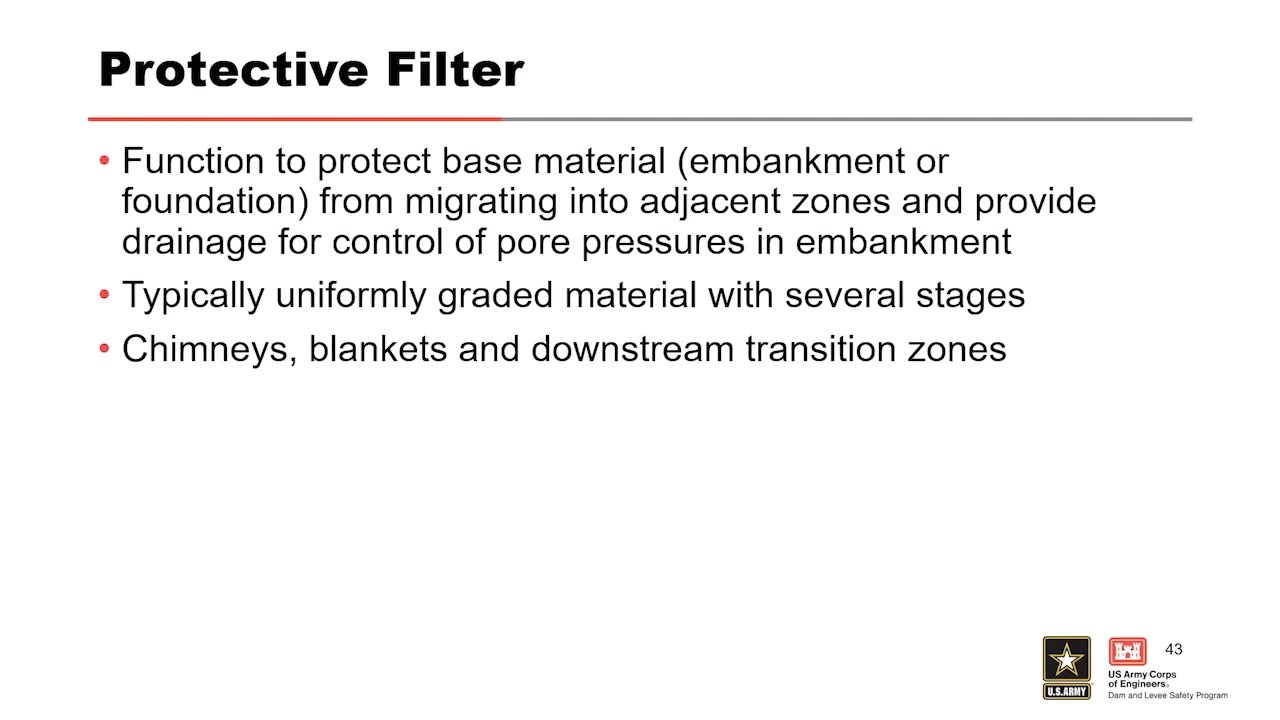 Protective Filter
• Function to protect base material (embankment or
foundation) from migrating into adjacent zones and provide
drainage for control of pore pressures in embankment
• Typically uniformly graded material with several stages
• Chimneys, blankets and downstream transition zones
43
U.S. ARMY
US Army Corps
of Engineers®
Dam and Levee Safety Program